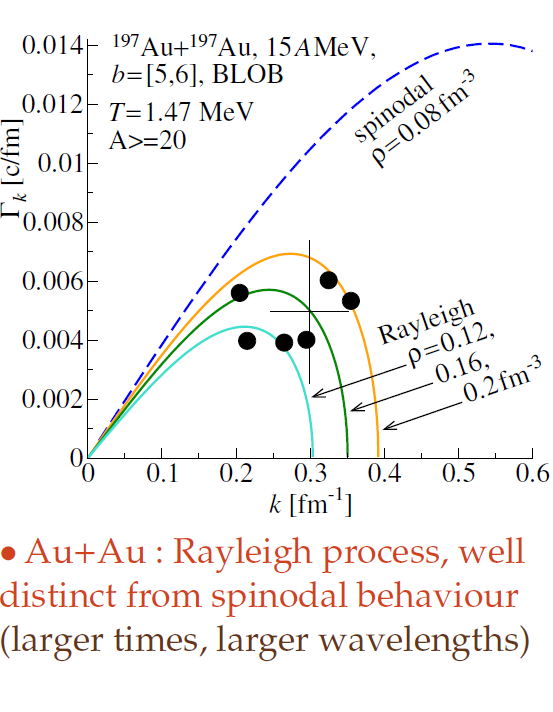 0.014
0.012
0.01
0.008
0.006
0.004
0.002
0
Γk [c/fm]
¹⁹⁷Au+¹⁹⁷Au, 15AMeV,
b=[5,6], BLOB
T=1.47 MeV
A>=20
spinodal
ρ=0.08fm⁻³
Rayleigh
ρ=0.12,
0.16,
0.2fm⁻³
0 0.1 0.2 0.3 0.4 0.5 0.6
k [fm⁻¹]
• Au+Au : Rayleigh process, well
distinct from spinodal behaviour
(larger times, larger wavelengths)